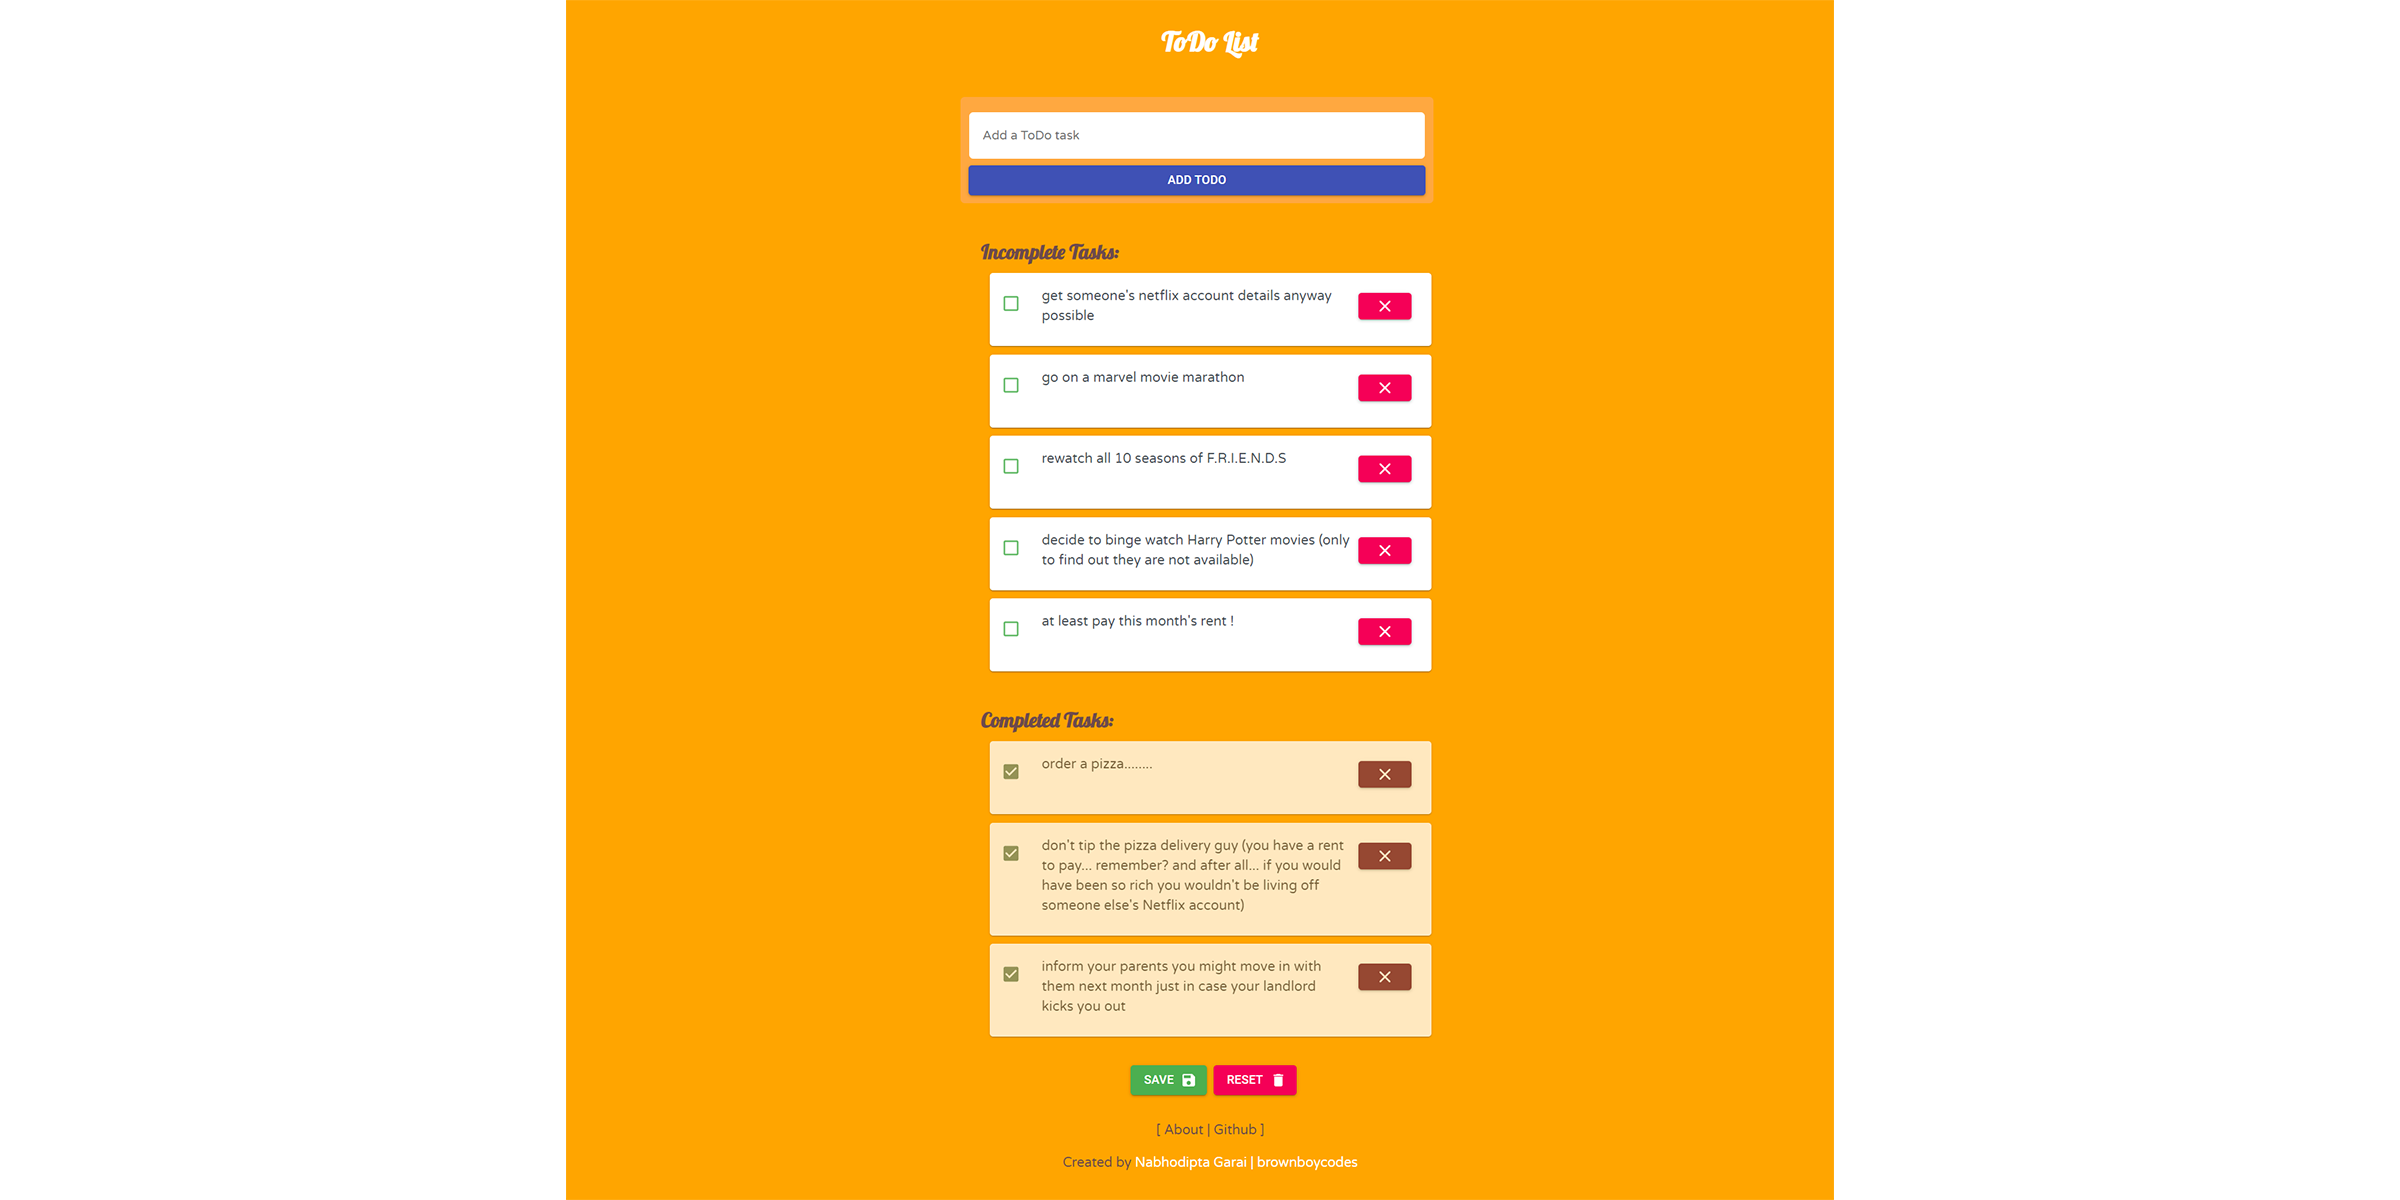 ToDo List
Add a ToDo task
ADD TODO
Incomplete Tasks:
get someone's netflix account details anyway
possible
go on a marvel movie marathon
rewatch all 10 seasons of F.R.I.E.N.D.S
decide to binge watch Harry Potter movies (only
to find out they are not available)
at least pay this month's rent !
Completed Tasks:
order a pizza........
don't tip the pizza delivery guy (you have a rent
to pay... remember? and after all... if you would
have been so rich you wouldn't be living off
someone else's Netflix account)
inform your parents you might move in with
them next month just in case your landlord
kicks you out
SAVE RESET
[ About | Github ]
Created by Nabhodipta Garai | brownboycodes